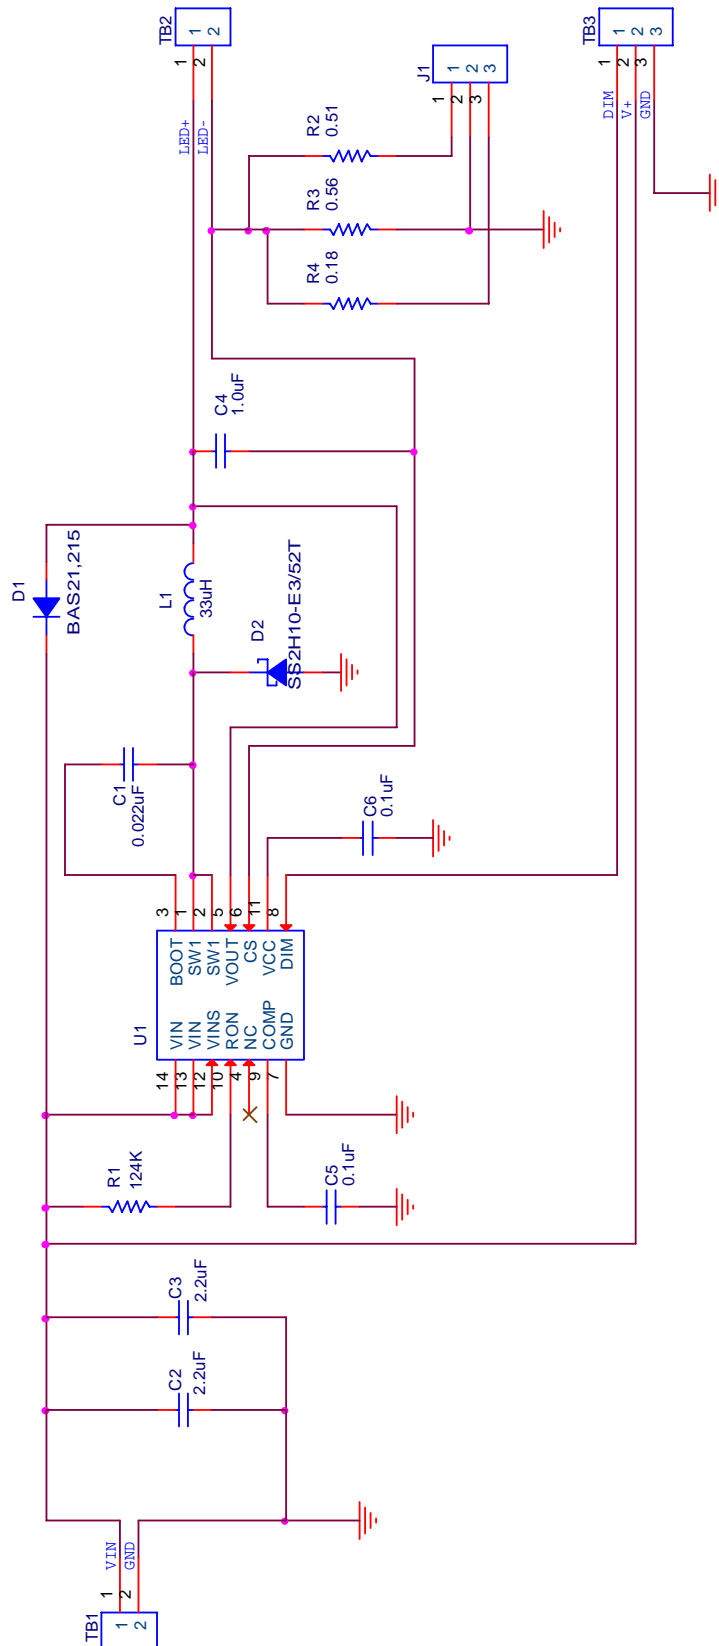 TB2
1
2
1
2
LED+
LED-
J1
1
2
3
1
2
3
TB3
1
2
3
1
2
3
DIM
V+
GND
R2
0.51
R3
0.56
R4
0.18
C4
1.0uF
D1
BAS21,215
L1
33uH
D2
SS2H10-E3/52T
C1
0.022uF
C6
0.1uF
U1
3
1
2
5
6
11
8
BOOT
SW1
SW1
VOUT
CS
VCC
DIM
VIN
VIN
VINS
RON
NC
COMP
GND
14
13
12
10
4
9
7
R1
124K
C5
0.1uF
C3
2.2uF
C2
2.2uF
VIN
GND
1
2
TB1
1
2